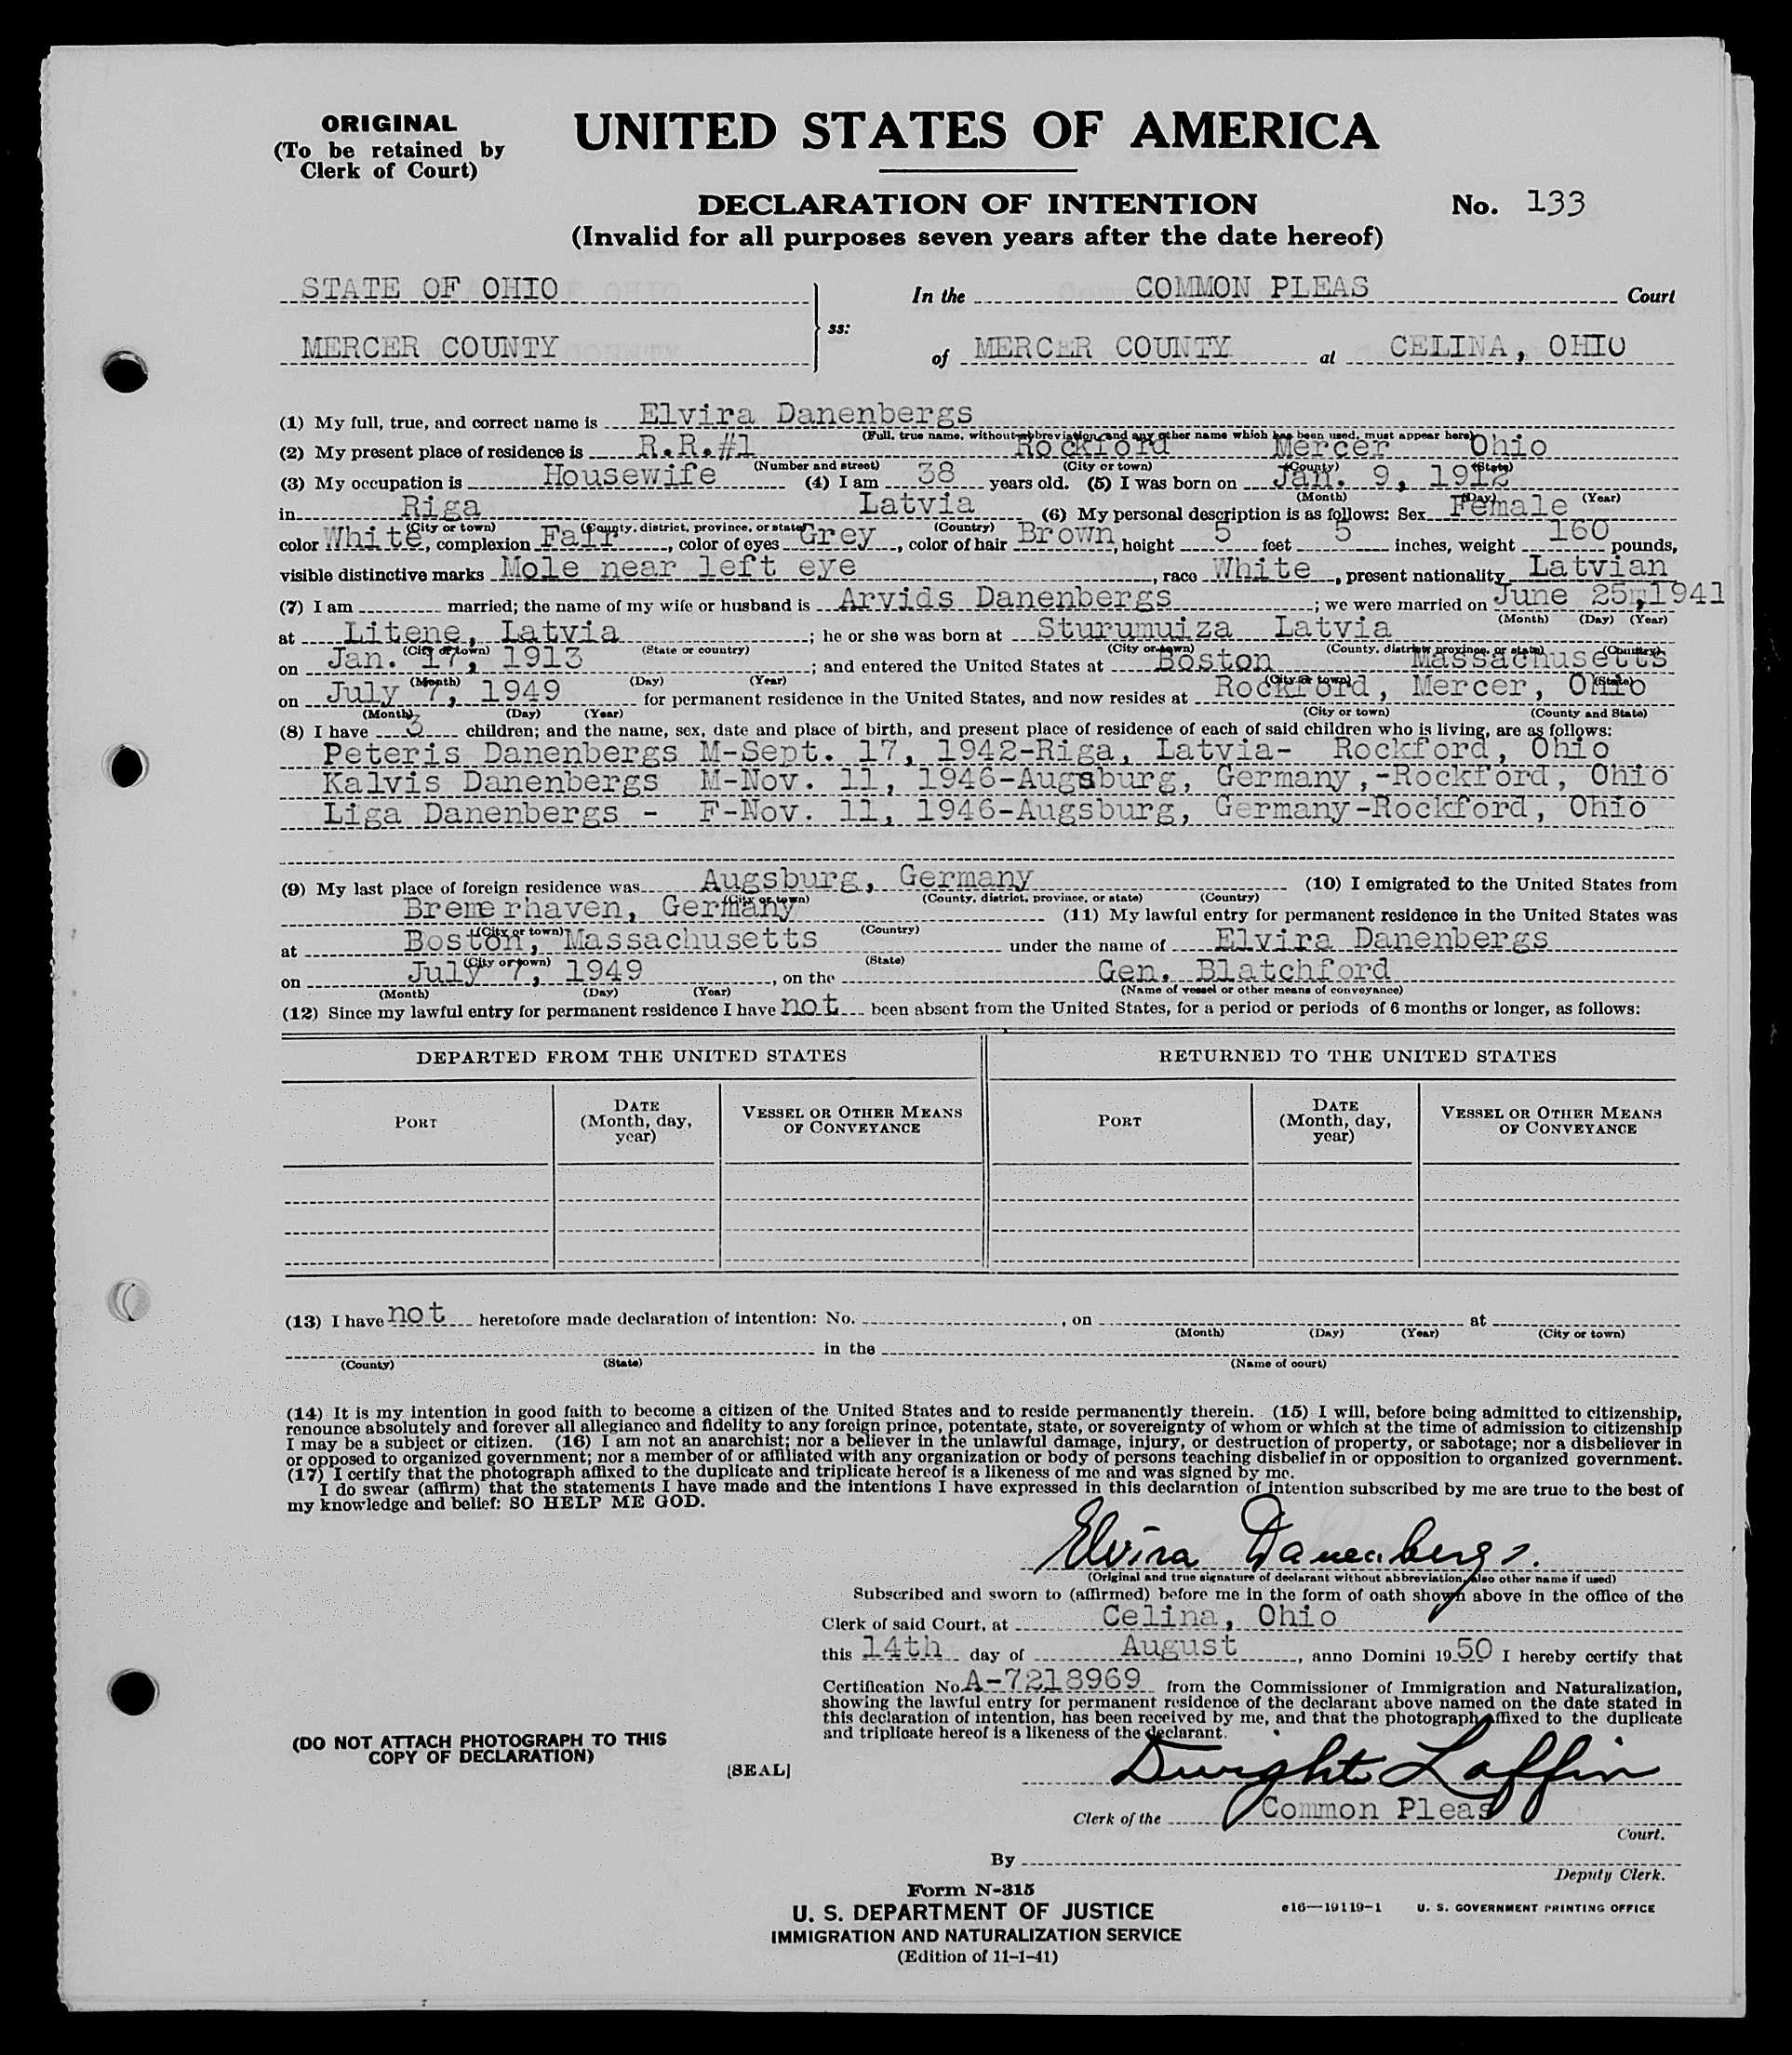 ORIGINAL
(To be retained by
Clerk of Court)
UNITED STATES OF AMERICA
DECLARATION OF INTENTION
No. 133
(Invalid for all purposes seven years after the date hereof)
STATE OF OHIO
In the COMMON PLEAS Court
ss:
MERCER COUNTY
of MERCER COUNTY at CELINA, OHIO
(1) My full, true, and correct name is Elvira Danenbergs
(Full, true name, without abbreviation, and any other name which has been used, must appear here)
(2) My present place of residence is R.R.#1 Rockford Mercer Ohio
(Number and street) (City or town) (County) (State)
(3) My occupation is Housewife (4) I am 38 years old. (5) I was born on Jan. 9, 1912
(Month) (Day) (Year)
in Riga Latvia (6) My personal description is as follows: Sex Female
(City or town) (County, district, province, or state) (Country)
color White, complexion Fair, color of eyes Grey, color of hair Brown, height 5 feet 5 inches, weight 160 pounds,
visible distinctive marks Mole near left eye, race White, present nationality Latvian
(7) I am married; the name of my wife or husband is Arvids Danenbergs; we were married on June 25, 1941
(Month) (Day) (Year)
at Litene, Latvia; he or she was born at Sturumuiza Latvia
(City or town) (State or country) (City or town) (County, district, province, or state) (Country)
on Jan. 17, 1913; and entered the United States at Boston Massachusetts
(Month) (Day) (Year) (City or town) (State)
on July 7, 1949 for permanent residence in the United States, and now resides at Rockford, Mercer, Ohio
(Month) (Day) (Year) (City or town) (County and State)
(8) I have 3 children; and the name, sex, date and place of birth, and present place of residence of each of said children who is living, are as follows:
Peteris Danenbergs M-Sept. 17, 1942-Riga, Latvia- Rockford, Ohio
Kalvis Danenbergs M-Nov. 11, 1946-Augsburg, Germany,-Rockford, Ohio
Liga Danenbergs - F-Nov. 11, 1946-Augsburg, Germany-Rockford, Ohio
(9) My last place of foreign residence was Augsburg, Germany (10) I emigrated to the United States from
(City or town) (County, district, province, or state) (Country)
Bremerhaven, Germany (11) My lawful entry for permanent residence in the United States was
(City or town) (Country)
at Boston, Massachusetts under the name of Elvira Danenbergs
(City or town) (State)
on July 7, 1949, on the Gen. Blatchford
(Month) (Day) (Year) (Name of vessel or other means of conveyance)
(12) Since my lawful entry for permanent residence I have not been absent from the United States, for a period or periods of 6 months or longer, as follows:
DEPARTED FROM THE UNITED STATES RETURNED TO THE UNITED STATES
PORT DATE (Month, day, year) VESSEL OR OTHER MEANS OF CONVEYANCE PORT DATE (Month, day, year) VESSEL OR OTHER MEANS OF CONVEYANCE
(13) I have not heretofore made declaration of intention: No. , on at
(Month) (Day) (Year) (City or town)
in the
(County) (State) (Name of court)
(14) It is my intention in good faith to become a citizen of the United States and to reside permanently therein. (15) I will, before being admitted to citizenship,
renounce absolutely and forever all allegiance and fidelity to any foreign prince, potentate, state, or sovereignty of whom or which at the time of admission to citizenship
I may be a subject or citizen. (16) I am not an anarchist; nor a believer in the unlawful damage, injury, or destruction of property, or sabotage; nor a disbeliever in
or opposed to organized government; nor a member of or affiliated with any organization or body of persons teaching disbelief in or opposition to organized government.
(17) I certify that the photograph affixed to the duplicate and triplicate hereof is a likeness of me and was signed by me.
I do swear (affirm) that the statements I have made and the intentions I have expressed in this declaration of intention subscribed by me are true to the best of
my knowledge and belief: SO HELP ME GOD.
Elvira Danenbergs.
(Original and true signature of declarant without abbreviation, also other name if used)
Subscribed and sworn to (affirmed) before me in the form of oath shown above in the office of the
Clerk of said Court, at Celina, Ohio
this 14th day of August, anno Domini 1950 I hereby certify that
Certification No. A-7218969 from the Commissioner of Immigration and Naturalization,
showing the lawful entry for permanent residence of the declarant above named on the date stated in
this declaration of intention, has been received by me, and that the photograph affixed to the duplicate
and triplicate hereof is a likeness of the declarant.
(DO NOT ATTACH PHOTOGRAPH TO THIS
COPY OF DECLARATION)
[SEAL]
Dwight Loffin
Clerk of the Common Pleas
Court.
By
Deputy Clerk.
Form N-315
U. S. DEPARTMENT OF JUSTICE
IMMIGRATION AND NATURALIZATION SERVICE
(Edition of 11-1-41)
e16—19119-1 U. S. GOVERNMENT PRINTING OFFICE